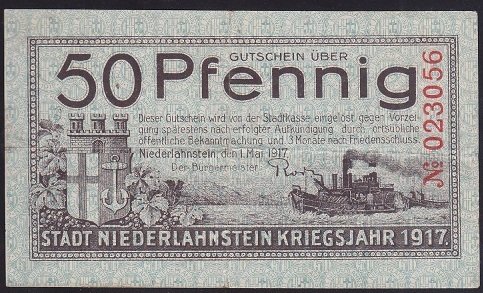 GUTSCHEIN ÜBER
50 Pfennig
Dieser Gutschein wird von der Stadtkasse eingelöst gegen Vorzei-
gung spätestens nach erfolgter Aufkündigung durch ortsübliche
öffentliche Bekanntmachung und 3 Monate nach Friedensschluss.
Niederlahnstein, den 1. Mai 1917.
Der Bürgermeister
№ 023056
STADT NIEDERLAHNSTEIN KRIEGSJAHR 1917.